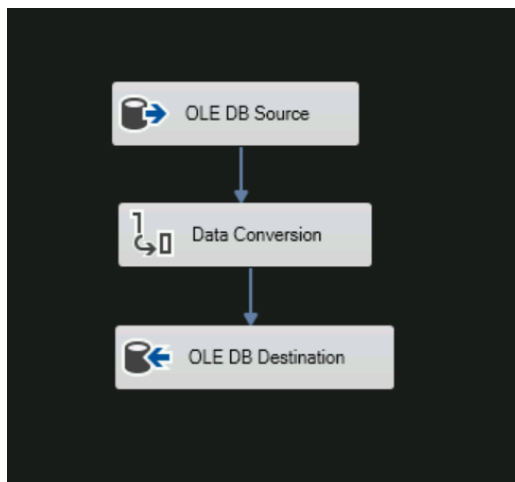 OLE DB Source
Data Conversion
OLE DB Destination